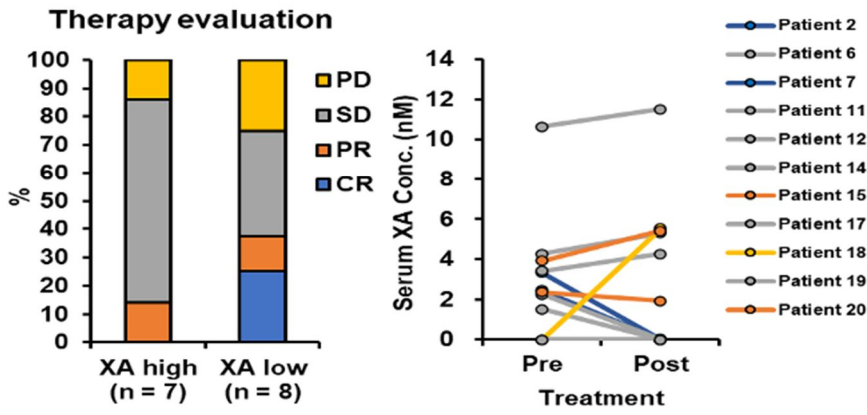 Therapy evaluation
100
90
80
70
60
50
40
30
20
10
0
%
PD
SD
PR
CR
XA high
(n = 7)
XA low
(n = 8)
14
12
10
8
6
4
2
0
Serum XA Conc. (nM)
Pre
Post
Treatment
Patient 2
Patient 6
Patient 7
Patient 11
Patient 12
Patient 14
Patient 15
Patient 17
Patient 18
Patient 19
Patient 20